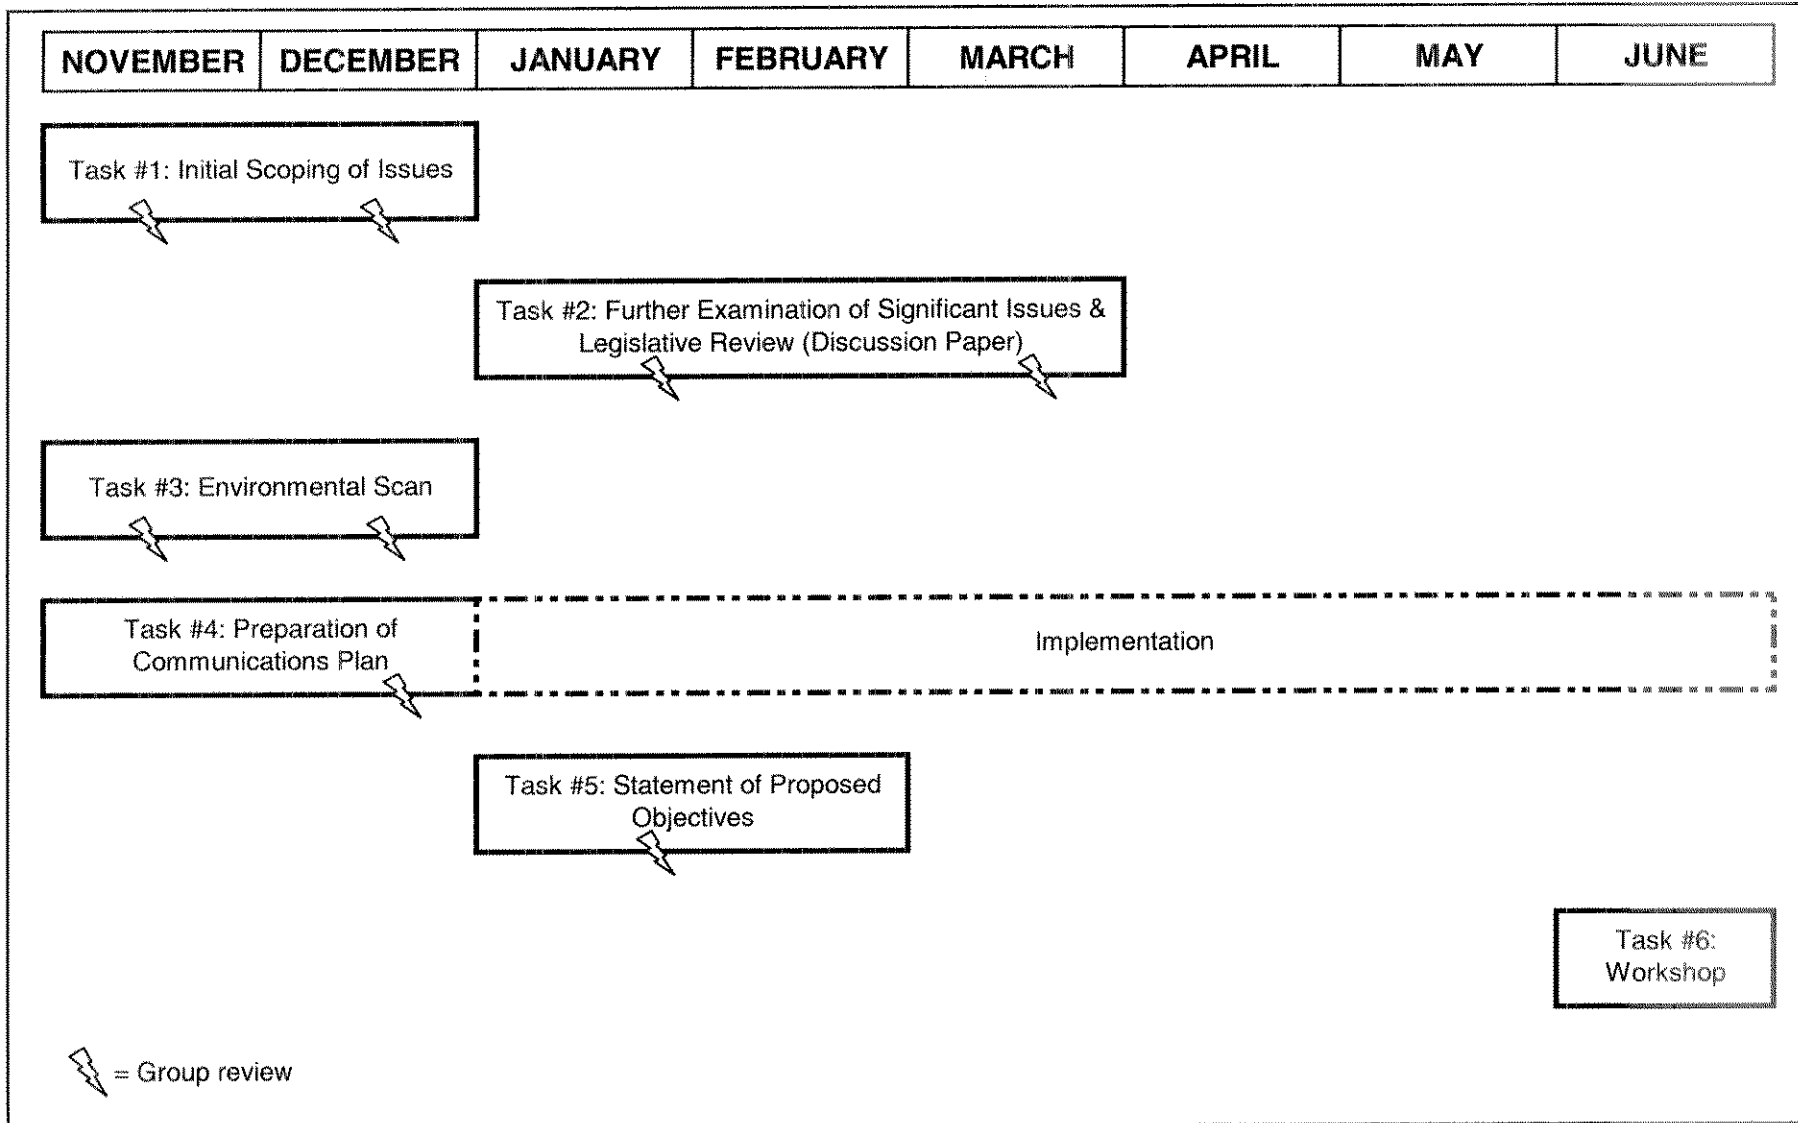 NOVEMBER DECEMBER JANUARY FEBRUARY MARCH APRIL MAY JUNE
Task #1: Initial Scoping of Issues
Task #2: Further Examination of Significant Issues &
Legislative Review (Discussion Paper)
Task #3: Environmental Scan
Task #4: Preparation of
Communications Plan
Implementation
Task #5: Statement of Proposed
Objectives
Task #6:
Workshop
= Group review